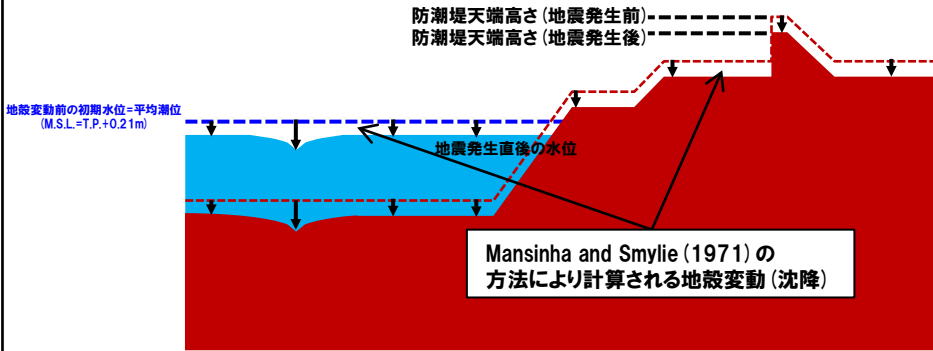 防潮堤天端高さ（地震発生前）
防潮堤天端高さ（地震発生後）
地殻変動前の初期水位=平均潮位
（M.S.L.=T.P.+0.21m）
地震発生直後の水位
Mansinha and Smylie（1971）の
方法により計算される地殻変動（沈降）